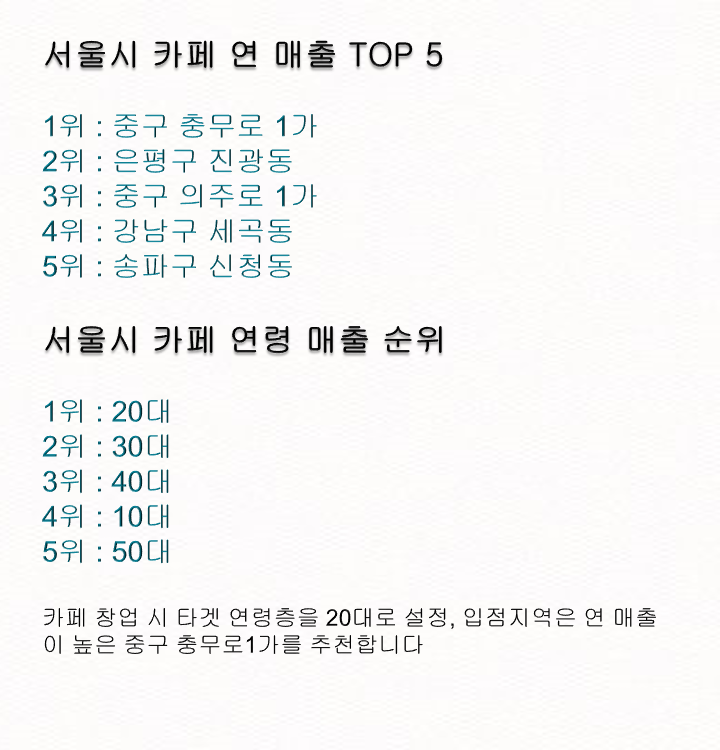 서울시 카페 연 매출 TOP 5
1위 : 중구 충무로 1가
2위 : 은평구 진광동
3위 : 중구 의주로 1가
4위 : 강남구 세곡동
5위 : 송파구 신청동
서울시 카페 연령 매출 순위
1위 : 20대
2위 : 30대
3위 : 40대
4위 : 10대
5위 : 50대
카페 창업 시 타겟 연령층을 20대로 설정, 입점지역은 연 매출
이 높은 중구 충무로1가를 추천합니다